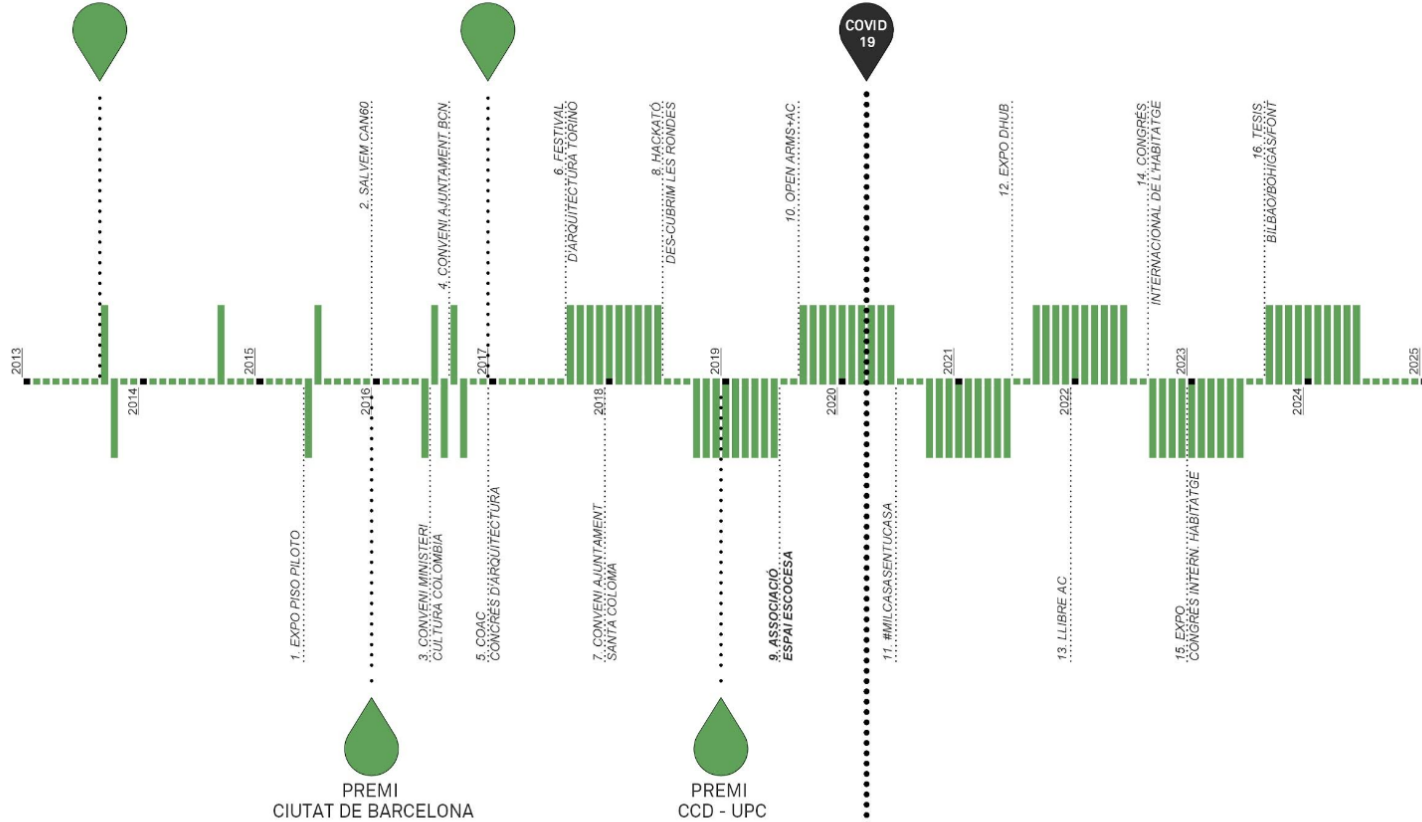 COVID
19
2. SALVEM CAN60
4. CONVENI AJUNTAMENT BCN
6. FESTIVAL
D'ARQUITECTURA TORINO
8. HACKATÓ
DES-CUBRIM LES RONDES
10. OPEN ARMS+AC
12. EXPO DHUB
14. CONGRÉS
INTERNACIONAL DE L'HABITATGE
16. TESIS
BILBAO/BOHIGAS/FONT
2013
2014
2015
2016
2017
2018
2019
2020
2021
2022
2023
2024
2025
1. EXPO PISO PILOTO
3. CONVENI MINISTERI
CULTURA COLOMBIA
5. COAC
CONCRÉS D'ARQUITECTURA
7. CONVENI AJUNTAMENT
SANTA COLOMA
9. ASSOCIACIÓ
ESPAI ESCOCESA
11. #MILCASASENTUCASA
13. LLIBRE AC
15. EXPO
CONGRÉS INTERN. HABITATGE
PREMI
CIUTAT DE BARCELONA
PREMI
CCD - UPC